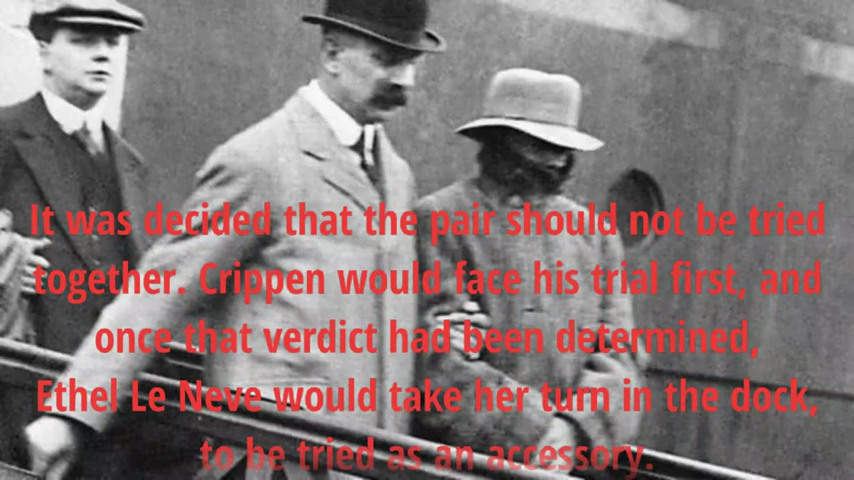 It was decided that the pair should not be tried
together. Crippen would face his trial first, and
once that verdict had been determined,
Ethel Le Neve would take her turn in the dock,
to be tried as an accessory.